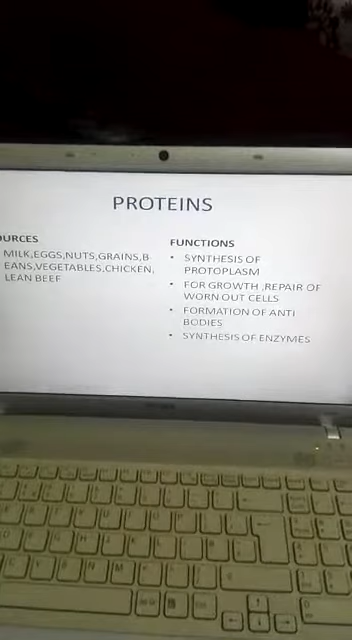 PROTEINS
OURCES
MILK,EGGS,NUTS,GRAINS,B
EANS,VEGETABLES,CHICKEN,
LEAN BEEF
FUNCTIONS
• SYNTHESIS OF
PROTOPLASM
• FOR GROWTH ,REPAIR OF
WORN OUT CELLS
• FORMATION OF ANTI
BODIES
• SYNTHESIS OF ENZYMES